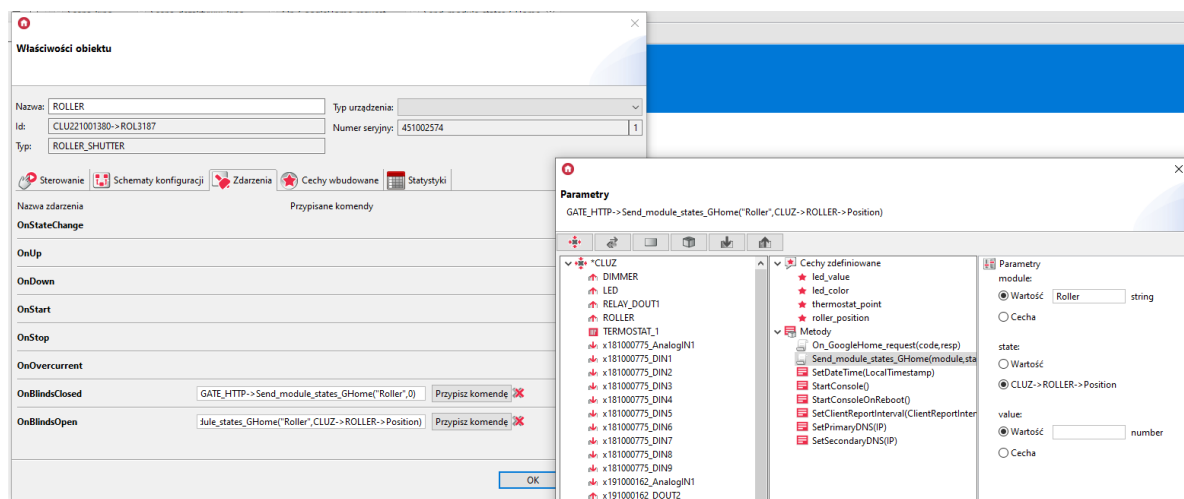 Właściwości obiektu
Nazwa: ROLLER Typ urządzenia:
Id: CLU221001380->ROL3187 Numer seryjny: 451002574 1
Typ: ROLLER_SHUTTER
Sterowanie Schematy konfiguracji Zdarzenia Cechy wbudowane Statystyki
Nazwa zdarzenia Przypisane komendy
OnStateChange
OnUp
OnDown
OnStart
OnStop
OnOvercurrent
OnBlindsClosed GATE_HTTP->Send_module_states_GHome("Roller",0) Przypisz komendę
OnBlindsOpen dule_states_GHome("Roller",CLUZ->ROLLER->Position) Przypisz komendę
OK
Parametry
GATE_HTTP->Send_module_states_GHome("Roller",CLUZ->ROLLER->Position)
*CLUZ
DIMMER
LED
RELAY_DOUT1
ROLLER
TERMOSTAT_1
x181000775_AnalogIN1
x181000775_DIN1
x181000775_DIN2
x181000775_DIN3
x181000775_DIN4
x181000775_DIN5
x181000775_DIN6
x181000775_DIN7
x181000775_DIN8
x181000775_DIN9
x191000162_AnalogIN1
x191000162_DOUT2
Cechy zdefiniowane
led_value
led_color
thermostat_point
roller_position
Metody
On_GoogleHome_request(code,resp)
Send_module_states_GHome(module,sta
SetDateTime(LocalTimestamp)
StartConsole()
StartConsoleOnReboot()
SetClientReportInterval(ClientReportInter
SetPrimaryDNS(IP)
SetSecondaryDNS(IP)
Parametry
module:
Wartość Roller string
Cecha
state:
Wartość
CLUZ->ROLLER->Position
value:
Wartość number
Cecha